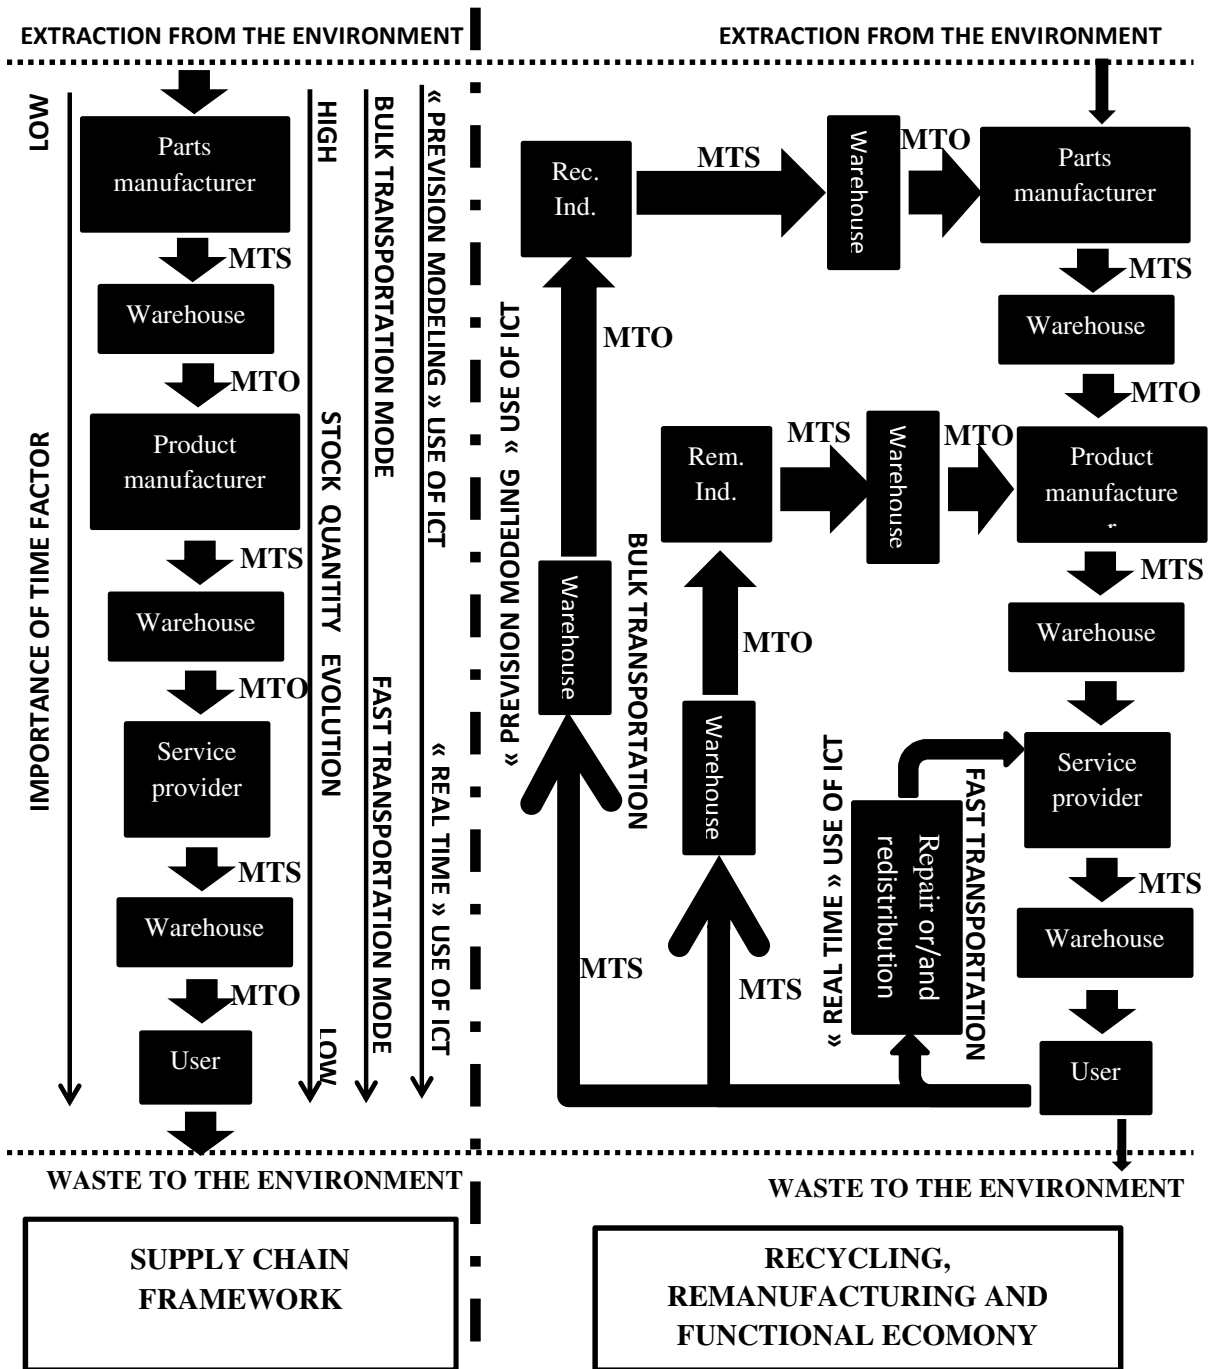 EXTRACTION FROM THE ENVIRONMENT
LOW
IMPORTANCE OF TIME FACTOR
Parts
manufacturer
MTS
Warehouse
MTO
Product
manufacturer
MTS
Warehouse
MTO
Service
provider
MTS
Warehouse
MTO
User
HIGH
STOCK QUANTITY EVOLUTION
LOW
BULK TRANSPORTATION MODE
FAST TRANSPORTATION MODE
« PREVISION MODELING » USE OF ICT
« REAL TIME » USE OF ICT
WASTE TO THE ENVIRONMENT
SUPPLY CHAIN
FRAMEWORK
EXTRACTION FROM THE ENVIRONMENT
Rec.
Ind.
MTS
Warehouse
MTO
Parts
manufacturer
MTS
Warehouse
MTO
« PREVISION MODELING » USE OF ICT
MTO
Warehouse
BULK TRANSPORTATION
Rem.
Ind.
MTS
Warehouse
MTO
Product
manufacture
r
MTS
Warehouse
MTO
Warehouse
« REAL TIME » USE OF ICT
Repair or/and
redistribution
FAST TRANSPORTATION
Service
provider
MTS
Warehouse
MTS
MTS
User
WASTE TO THE ENVIRONMENT
RECYCLING,
REMANUFACTURING AND
FUNCTIONAL ECOMONY